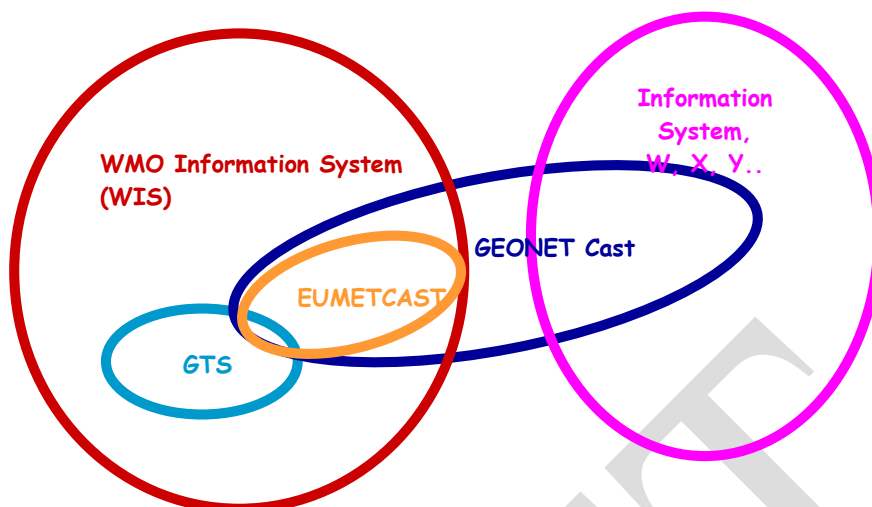 Information
System,
W, X, Y..
WMO Information System
(WIS)
GEONET Cast
EUMETCAST
GTS